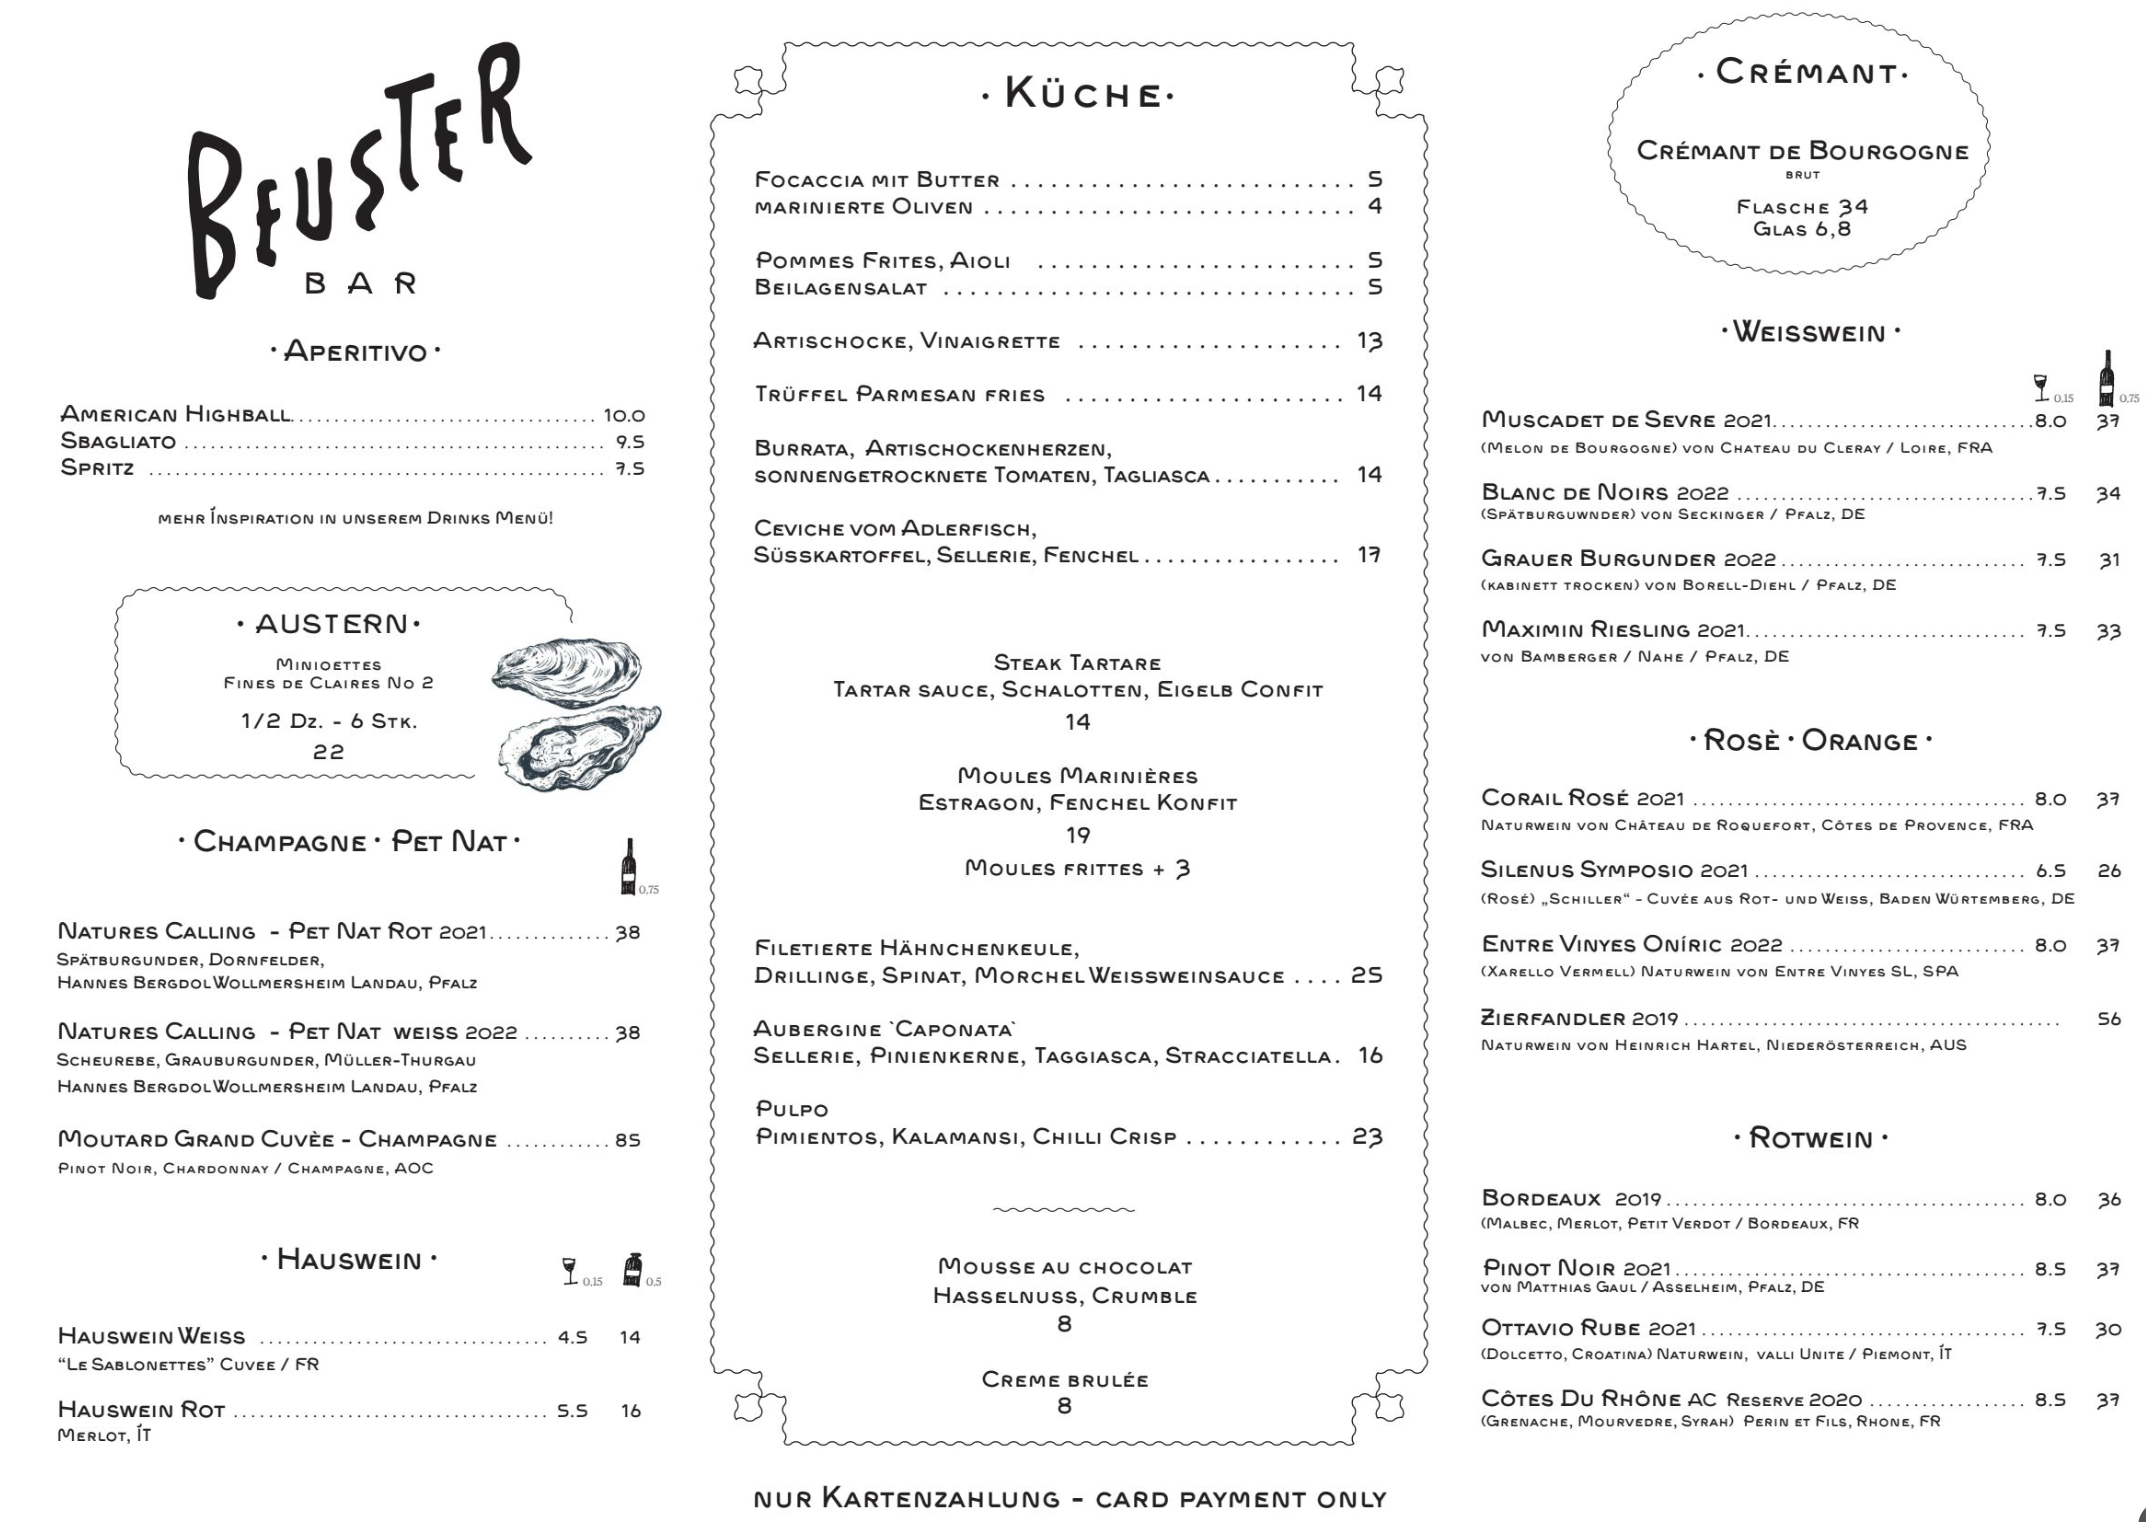 BEUSTER
BAR
· Aperitivo ·
American Highball 10.0
Sbagliato 9.5
Spritz 7.5
mehr Ínspiration in unserem Drinks Menü!
· AUSTERN ·
Minioettes
Fines de Claires No 2
1/2 Dz. - 6 Stk.
22
· Champagne · Pet Nat ·
0,75
Natures Calling - Pet Nat Rot 2021 38
Spätburgunder, Dornfelder,
Hannes Bergdol Wollmersheim Landau, Pfalz
Natures Calling - Pet Nat weiss 2022 38
Scheurebe, Grauburgunder, Müller-Thurgau
Hannes Bergdol Wollmersheim Landau, Pfalz
Moutard Grand Cuvèe - Champagne 85
Pinot Noir, Chardonnay / Champagne, AOC
· Hauswein ·
0,15 0,5
Hauswein Weiss 4.5 14
“Le Sablonettes” Cuvee / FR
Hauswein Rot 5.5 16
Merlot, ÍT
· Küche ·
Focaccia mit Butter 5
marinierte Oliven 4
Pommes Frites, Aioli 5
Beilagensalat 5
Artischocke, Vinaigrette 13
Trüffel Parmesan fries 14
Burrata, Artischockenherzen,
sonnengetrocknete Tomaten, Tagliasca 14
Ceviche vom Adlerfisch,
Süsskartoffel, Sellerie, Fenchel 17
Steak Tartare
Tartar sauce, Schalotten, Eigelb Confit
14
Moules Marinières
Estragon, Fenchel Konfit
19
Moules frittes + 3
Filetierte Hähnchenkeule,
Drillinge, Spinat, Morchel Weissweinsauce 25
Aubergine `Caponata`
Sellerie, Pinienkerne, Taggiasca, Stracciatella 16
Pulpo
Pimientos, Kalamansi, Chilli Crisp 23
Mousse au chocolat
Hasselnuss, Crumble
8
Creme brulée
8
nur Kartenzahlung - card payment only
· Crémant ·
Crémant de Bourgogne
brut
Flasche 34
Glas 6,8
· Weisswein ·
0,15 0,75
Muscadet de Sevre 2021 8.0 37
(Melon de Bourgogne) von Chateau du Cleray / Loire, FRA
Blanc de Noirs 2022 7.5 34
(Spätburguwnder) von Seckinger / Pfalz, DE
Grauer Burgunder 2022 7.5 31
(kabinett trocken) von Borell-Diehl / Pfalz, DE
Maximin Riesling 2021 7.5 33
von Bamberger / Nahe / Pfalz, DE
· Rosè · Orange ·
Corail Rosé 2021 8.0 37
Naturwein von Château de Roquefort, Côtes de Provence, FRA
Silenus Symposio 2021 6.5 26
(Rosé) „Schiller“ - Cuvée aus Rot- und Weiss, Baden Würtemberg, DE
Entre Vinyes Oníric 2022 8.0 37
(Xarello Vermell) Naturwein von Entre Vinyes SL, SPA
Zierfandler 2019 56
Naturwein von Heinrich Hartel, Niederösterreich, AUS
· Rotwein ·
Bordeaux 2019 8.0 36
(Malbec, Merlot, Petit Verdot / Bordeaux, FR
Pinot Noir 2021 8.5 37
von Matthias Gaul / Asselheim, Pfalz, DE
Ottavio Rube 2021 7.5 30
(Dolcetto, Croatina) Naturwein, valli Unite / Piemont, ÍT
Côtes Du Rhône AC Reserve 2020 8.5 37
(Grenache, Mourvedre, Syrah) Perin et Fils, Rhone, FR